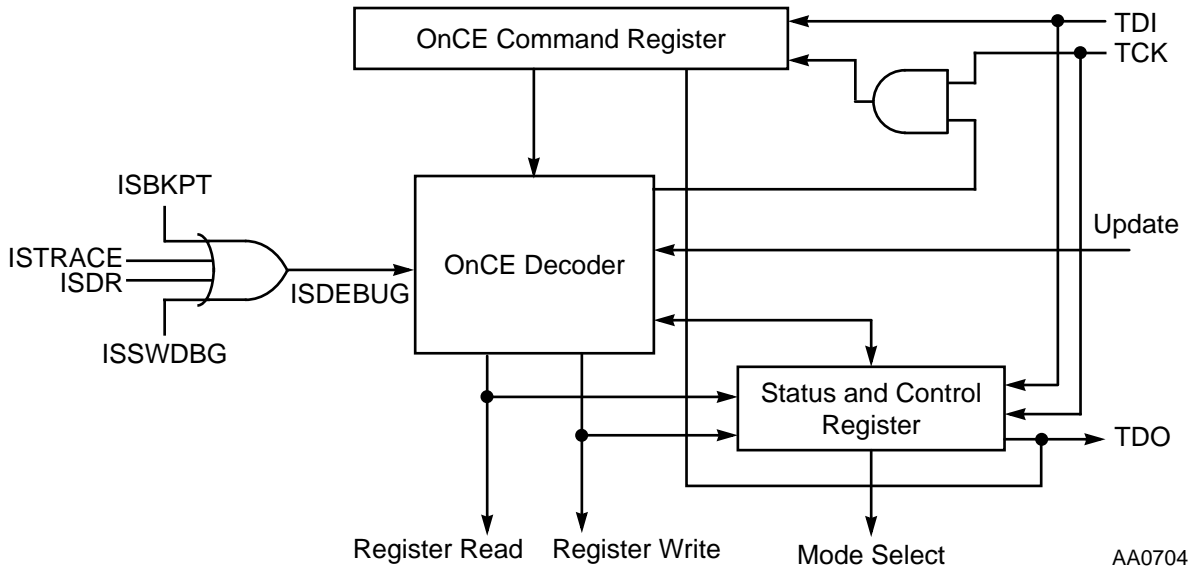 OnCE Command Register
TDI
TCK
ISBKPT
ISTRACE
ISDR
ISDEBUG
ISSWDBG
OnCE Decoder
Update
Status and Control
Register
TDO
Register Read
Register Write
Mode Select
AA0704